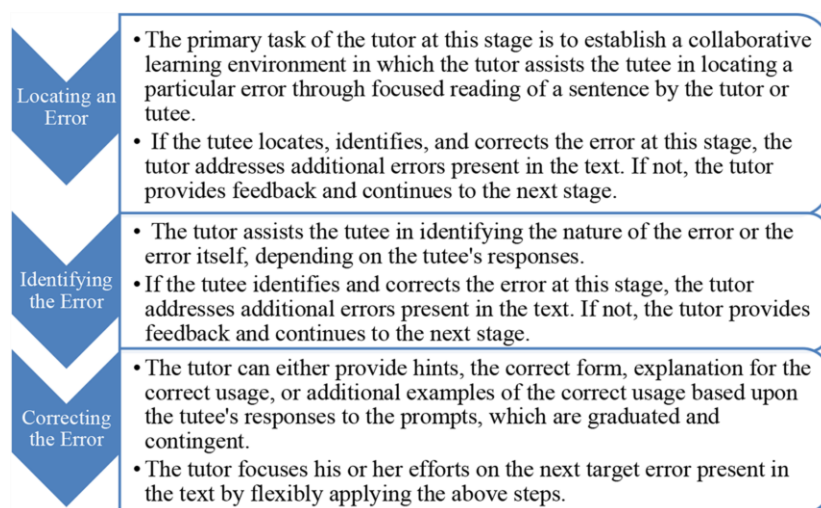 Locating an
Error
• The primary task of the tutor at this stage is to establish a collaborative
learning environment in which the tutor assists the tutee in locating a
particular error through focused reading of a sentence by the tutor or
tutee.
• If the tutee locates, identifies, and corrects the error at this stage, the
tutor addresses additional errors present in the text. If not, the tutor
provides feedback and continues to the next stage.
Identifying
the Error
• The tutor assists the tutee in identifying the nature of the error or the
error itself, depending on the tutee's responses.
• If the tutee identifies and corrects the error at this stage, the tutor
addresses additional errors present in the text. If not, the tutor provides
feedback and continues to the next stage.
Correcting
the Error
• The tutor can either provide hints, the correct form, explanation for the
correct usage, or additional examples of the correct usage based upon
the tutee's responses to the prompts, which are graduated and
contingent.
• The tutor focuses his or her efforts on the next target error present in
the text by flexibly applying the above steps.